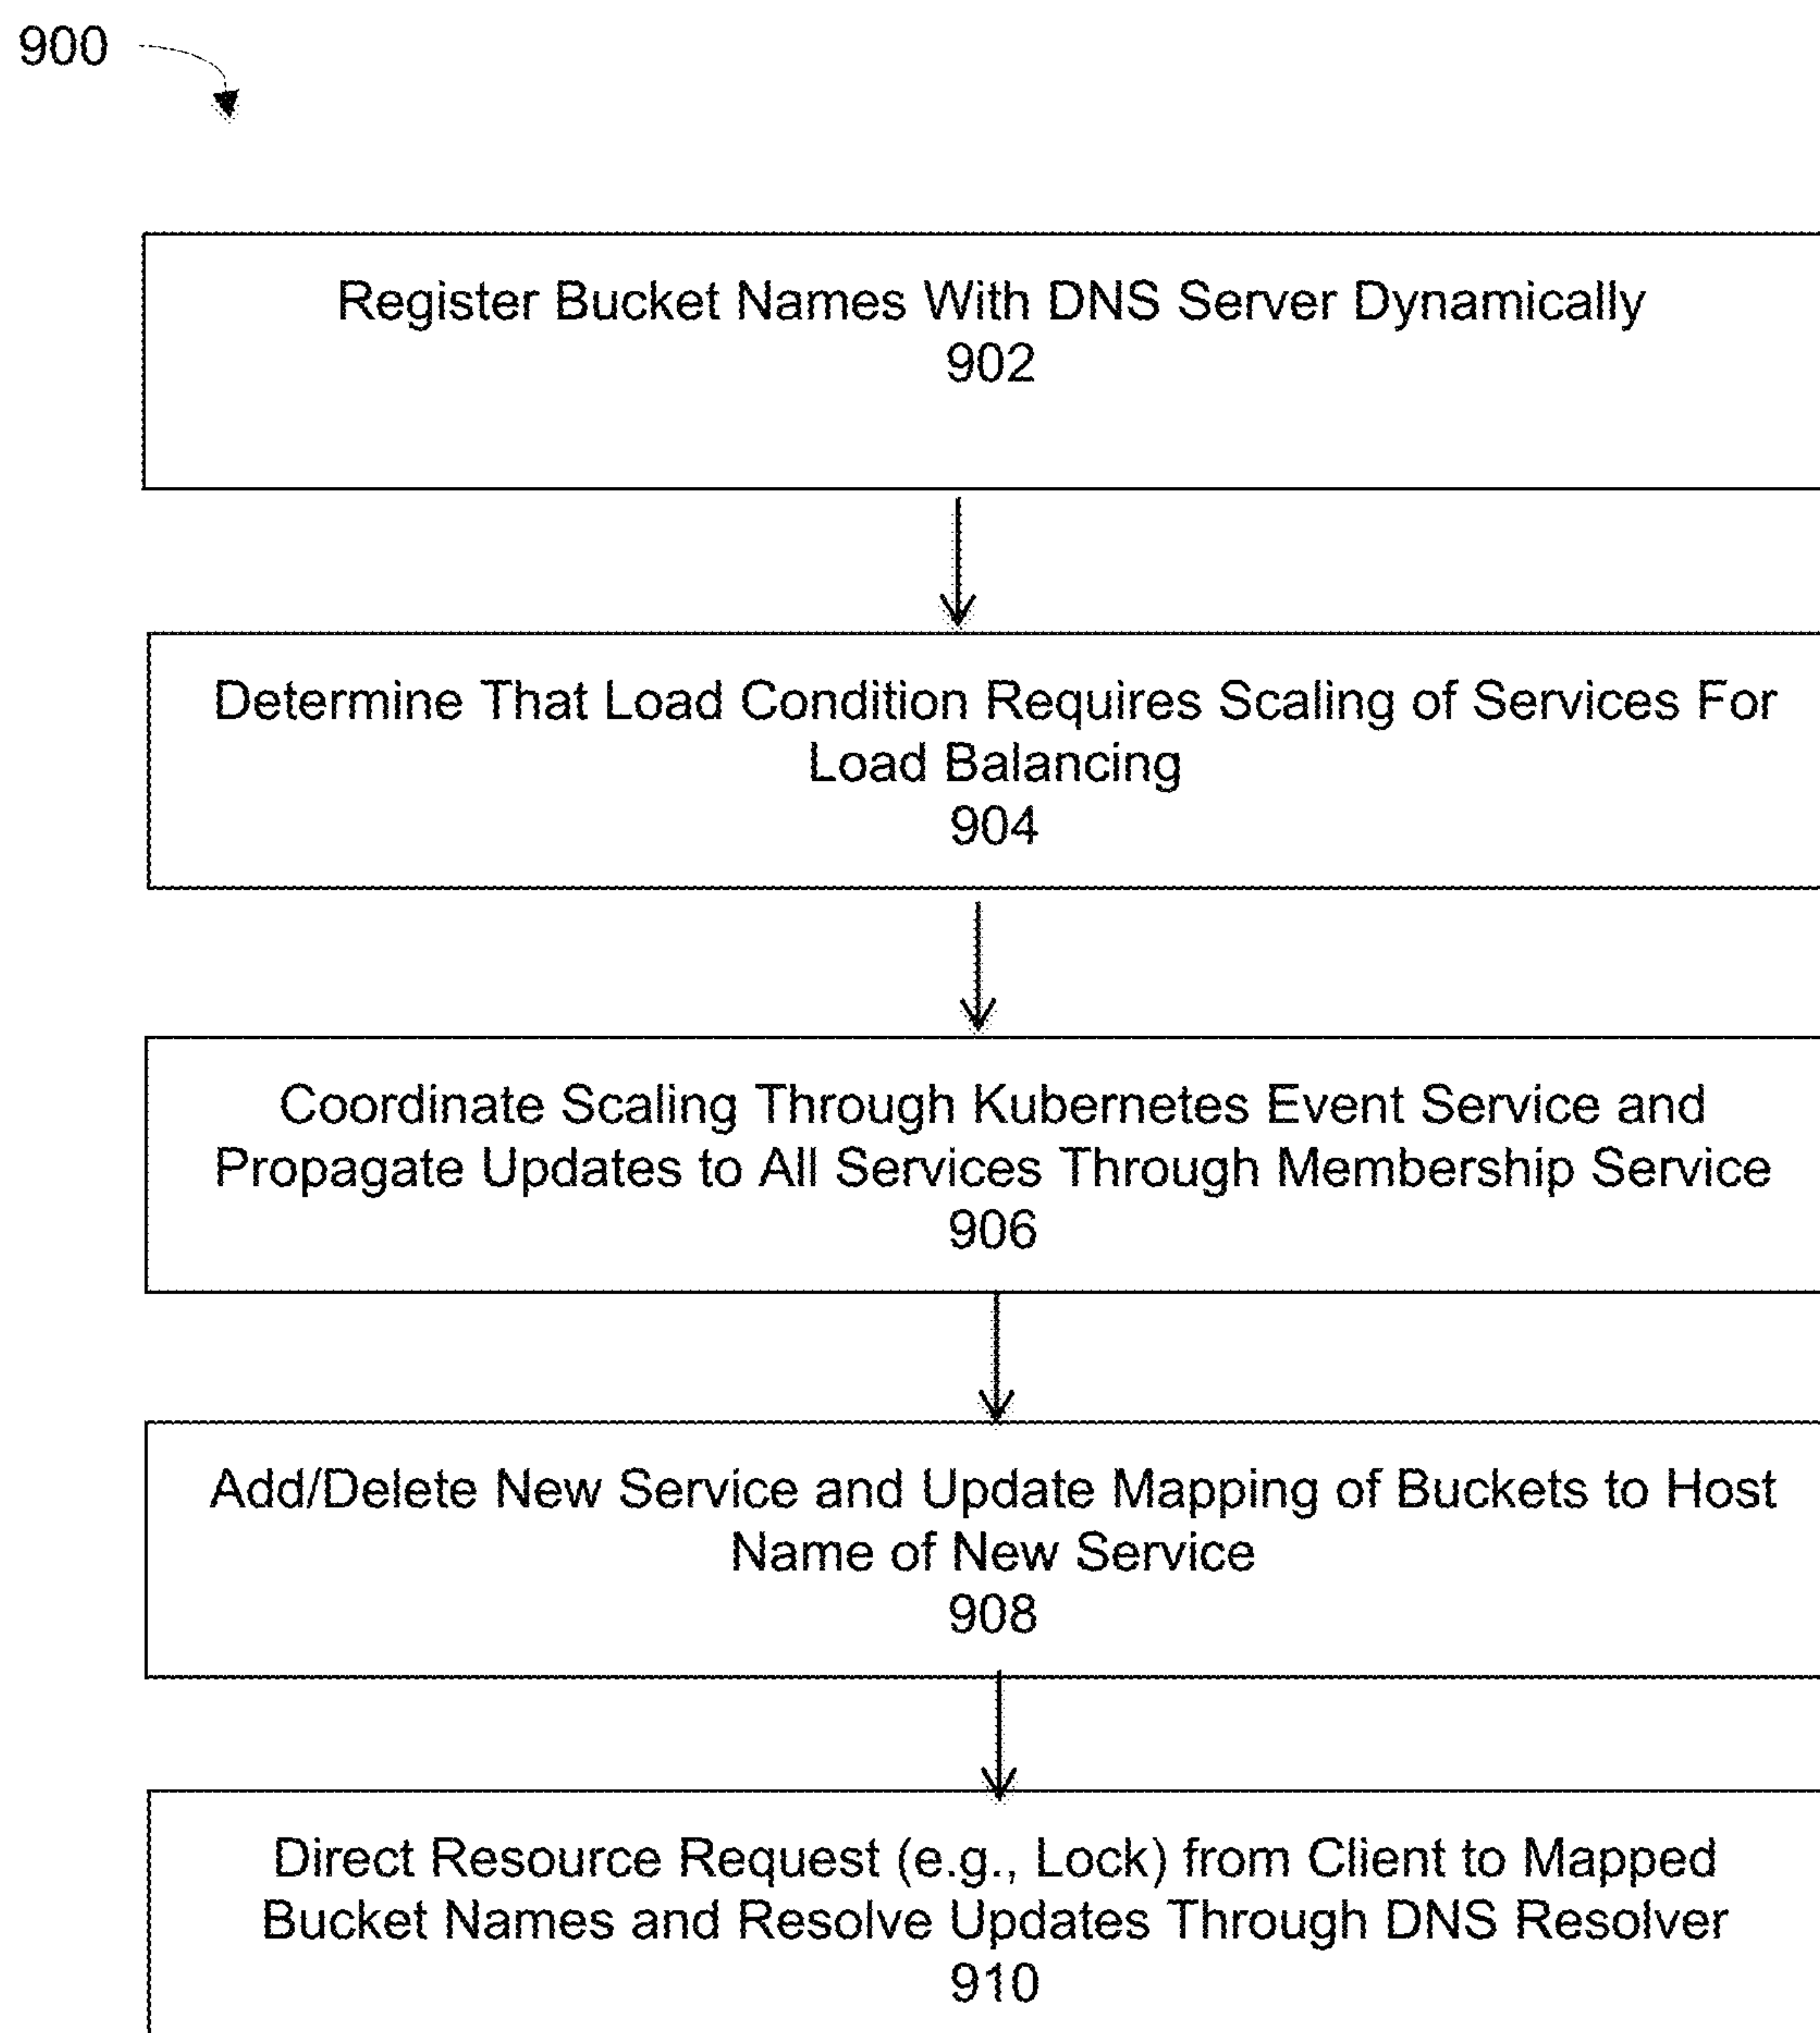 900
Register Bucket Names With DNS Server Dynamically
902
Determine That Load Condition Requires Scaling of Services For
Load Balancing
904
Coordinate Scaling Through Kubernetes Event Service and
Propagate Updates to All Services Through Membership Service
906
Add/Delete New Service and Update Mapping of Buckets to Host
Name of New Service
908
Direct Resource Request (e.g., Lock) from Client to Mapped
Bucket Names and Resolve Updates Through DNS Resolver
910